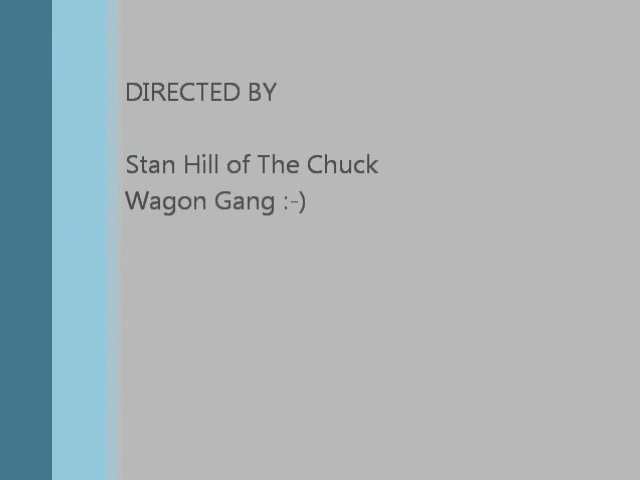 DIRECTED BY
Stan Hill of The Chuck
Wagon Gang :-)